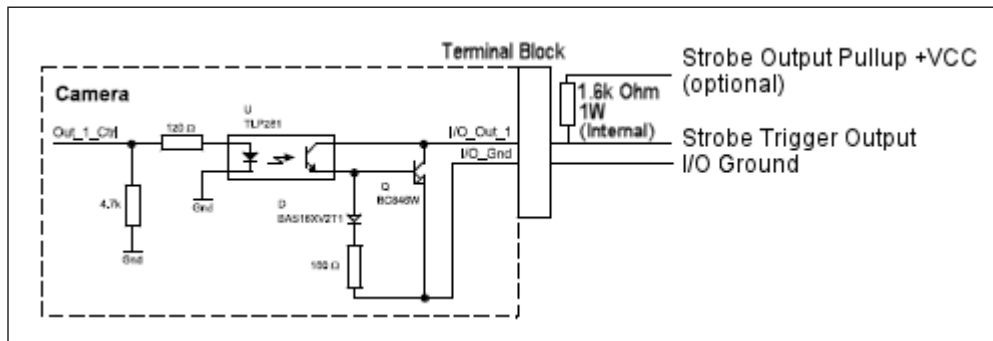 Terminal Block
Strobe Output Pullup +VCC
(optional)
Camera
1.6k Ohm
1W
(Internal)
U
TLP281
Out_1_Ctrl
120 Ω
I/O_Out_1
Strobe Trigger Output
I/O_Gnd
I/O Ground
4.7k
Gnd
D
BAS16XV2T1
Q
BC846W
Gnd
100 Ω